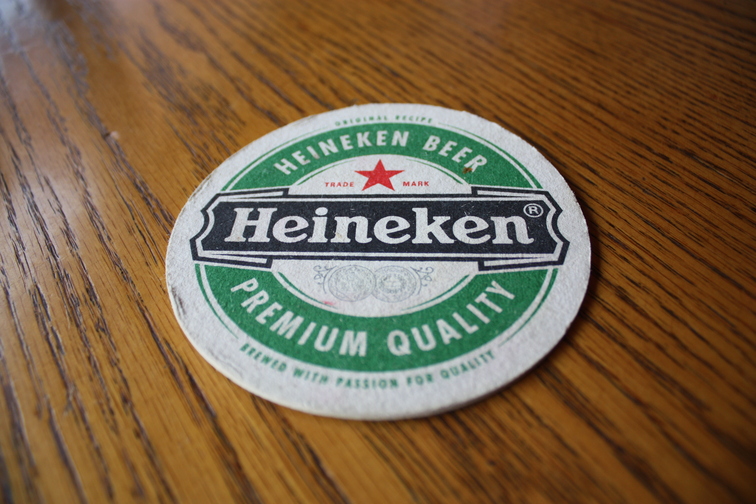 ORIGINAL RECIPE
HEINEKEN BEER
TRADE MARK
Heineken®
PREMIUM QUALITY
BREWED WITH PASSION FOR QUALITY